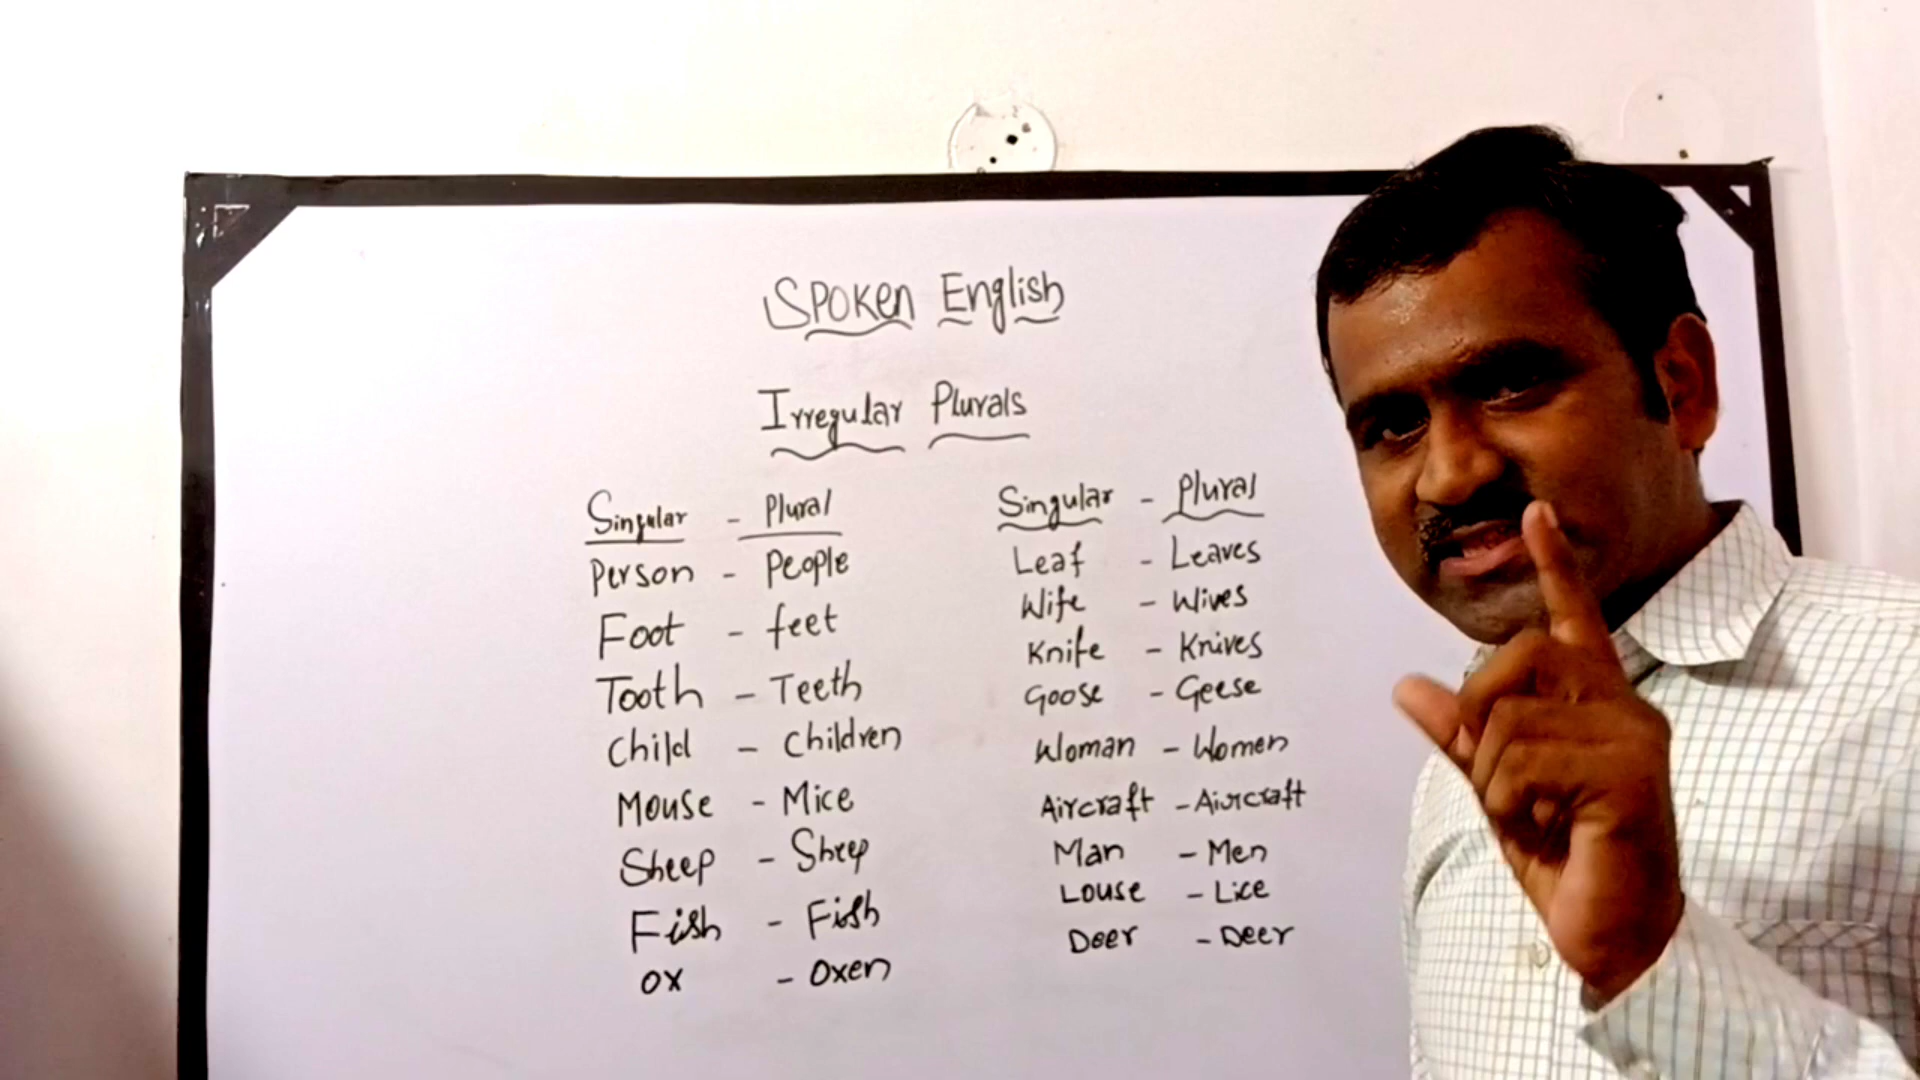 Spoken English
Irregular Plurals
Singular - Plural
Person - People
Foot - feet
Tooth - Teeth
Child - Children
Mouse - Mice
Sheep - Sheep
Fish - Fish
OX - Oxen
Singular - Plural
Leaf - Leaves
Wife - Wives
Knife - Knives
Goose - Geese
Woman - Women
Aircraft - Aircraft
Man - Men
Louse - Lice
Deer - Deer